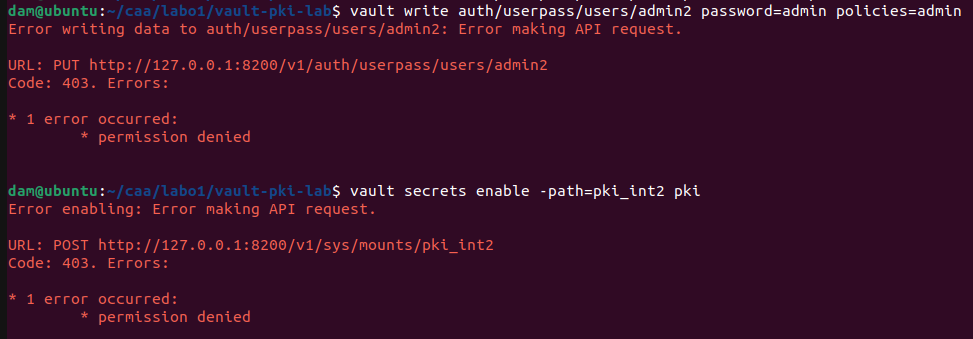 dam@ubuntu:~/caa/labo1/vault-pki-lab$ vault write auth/userpass/users/admin2 password=admin policies=admin
Error writing data to auth/userpass/users/admin2: Error making API request.

URL: PUT http://127.0.0.1:8200/v1/auth/userpass/users/admin2
Code: 403. Errors:

* 1 error occurred:
        * permission denied


dam@ubuntu:~/caa/labo1/vault-pki-lab$ vault secrets enable -path=pki_int2 pki
Error enabling: Error making API request.

URL: POST http://127.0.0.1:8200/v1/sys/mounts/pki_int2
Code: 403. Errors:

* 1 error occurred:
        * permission denied